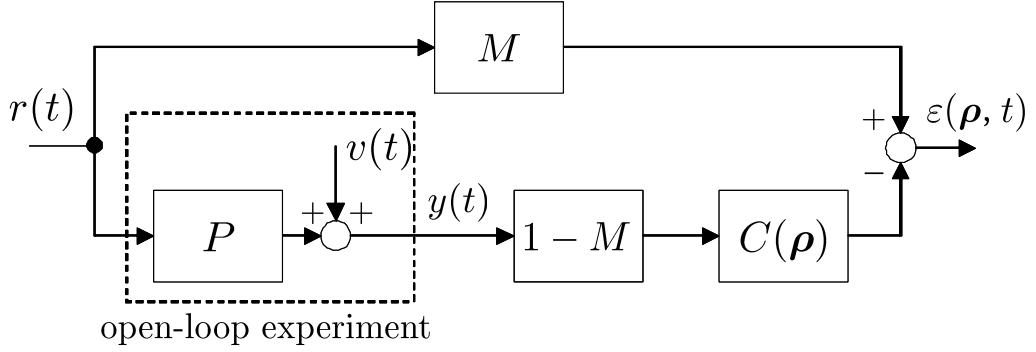 M
r(t)
ε(ρ, t)
+
v(t)
−
+ +
y(t)
P
1 − M
C(ρ)
open-loop experiment